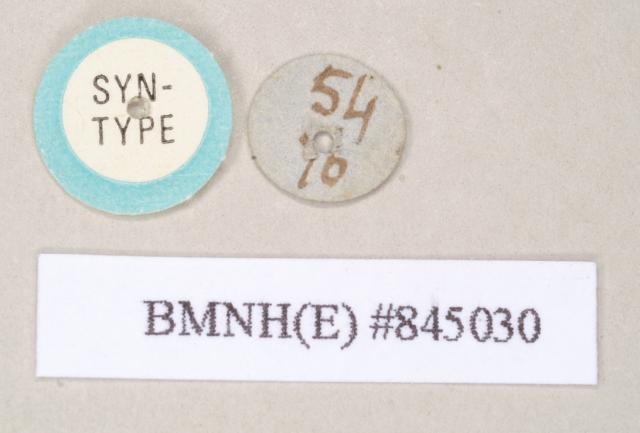 SYN-
TYPE
54
10
BMNH(E) #845030